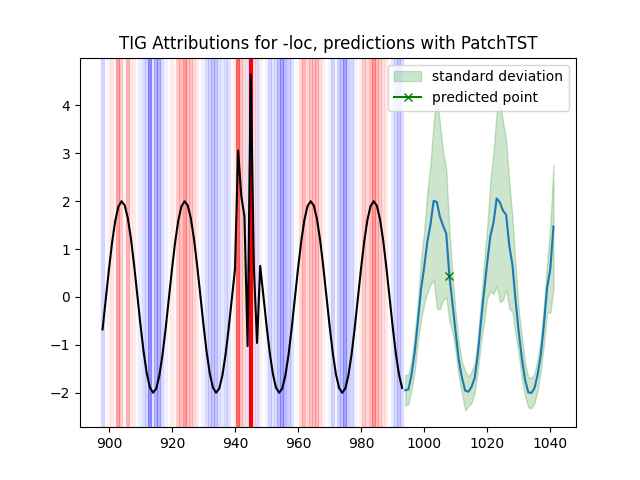 TIG Attributions for -loc, predictions with PatchTST
standard deviation
predicted point
4
3
2
1
0
−1
−2
900 920 940 960 980 1000 1020 1040